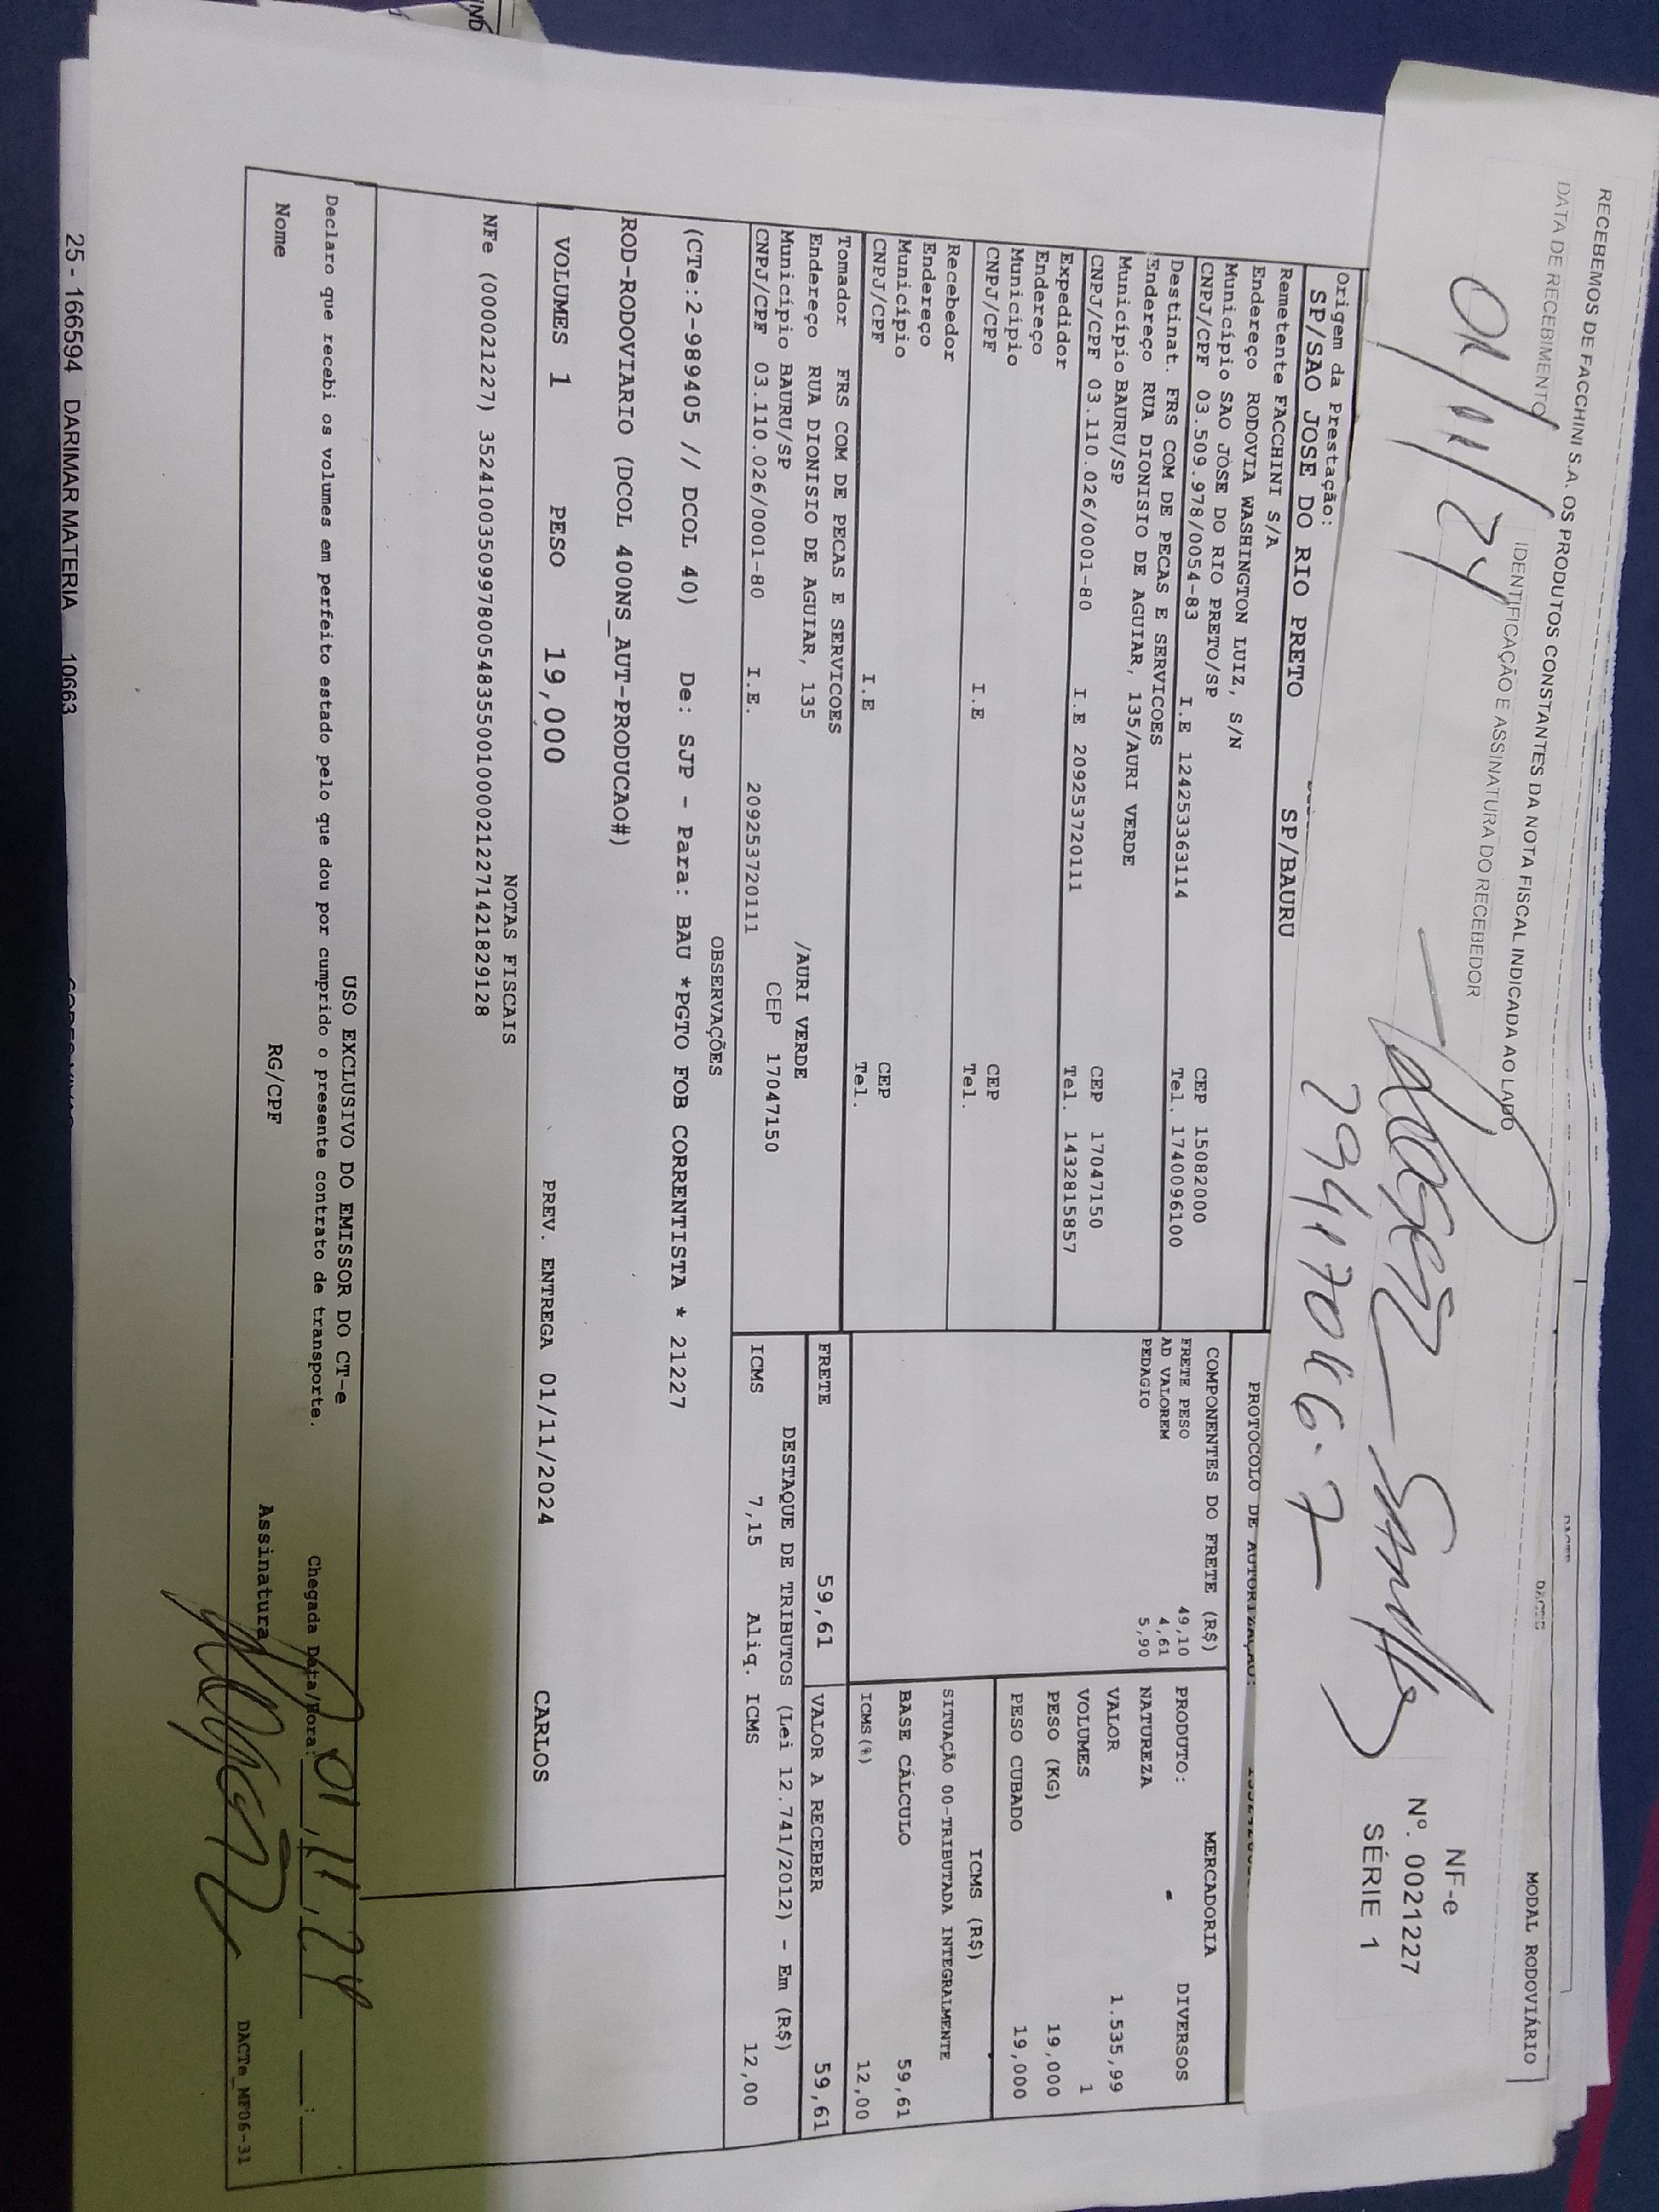 RECEBEMOS DE FACCHINI S.A. OS PRODUTOS CONSTANTES DA NOTA FISCAL INDICADA AO LADO
DATA DE RECEBIMENTO
IDENTIFICAÇÃO E ASSINATURA DO RECEBEDOR
01/11/24
NF-e
Nº. 0021227
SÉRIE 1
MODAL RODOVIÁRIO
Origem da Prestação:
SP/SAO JOSE DO RIO PRETO SP/BAURU
PROTOCOLO DE AUTORIZAÇÃO:
Remetente FACCHINI S/A
Endereço RODOVIA WASHINGTON LUIZ, S/N
Município SAO JOSE DO RIO PRETO/SP CEP 15082000
CNPJ/CPF 03.509.978/0054-83 I.E 124253363114 Tel. 1740096100
Destinat. FRS COM DE PECAS E SERVICOES
Endereço RUA DIONISIO DE AGUIAR, 135/AURI VERDE
Município BAURU/SP CEP 17047150
CNPJ/CPF 03.110.026/0001-80 I.E 209253720111 Tel. 1432815857
Expedidor
Endereço
Município CEP
CNPJ/CPF I.E Tel.
Recebedor
Endereço
Município CEP
CNPJ/CPF I.E Tel.
Tomador FRS COM DE PECAS E SERVICOES
Endereço RUA DIONISIO DE AGUIAR, 135 /AURI VERDE
Município BAURU/SP CEP 17047150
CNPJ/CPF 03.110.026/0001-80 I.E. 209253720111
COMPONENTES DO FRETE (R$)
FRETE PESO 49,10
AD VALOREM 4,61
PEDAGIO 5,90
MERCADORIA
PRODUTO: DIVERSOS
NATUREZA
VALOR 1.535,99
VOLUMES 1
PESO (KG) 19,000
PESO CUBADO 19,000
ICMS (R$)
SITUAÇÃO 00-TRIBUTADA INTEGRALMENTE
BASE CÁLCULO 59,61
ICMS(%) 12,00
FRETE 59,61 VALOR A RECEBER 59,61
DESTAQUE DE TRIBUTOS (Lei 12.741/2012) - Em (R$)
ICMS 7,15 Aliq. ICMS 12,00
OBSERVAÇÕES
(CTe:2-989405 // DCOL 40) De: SJP - Para: BAU *PGTO FOB CORRENTISTA * 21227
ROD-RODOVIARIO (DCOL 400NS_AUT-PRODUCAO#)
VOLUMES 1 PESO 19,000 PREV. ENTREGA 01/11/2024 CARLOS
NOTAS FISCAIS
NFe (000021227) 35241003509978005483550010000212271421829128
USO EXCLUSIVO DO EMISSOR DO CT-e
Declaro que recebi os volumes em perfeito estado pelo que dou por cumprido o presente contrato de transporte.
Chegada Data/Hora: 01/11/24 :
Nome RG/CPF Assinatura
DACTe_MF06-31
25 - 166594 DARIMAR MATERIA 10663